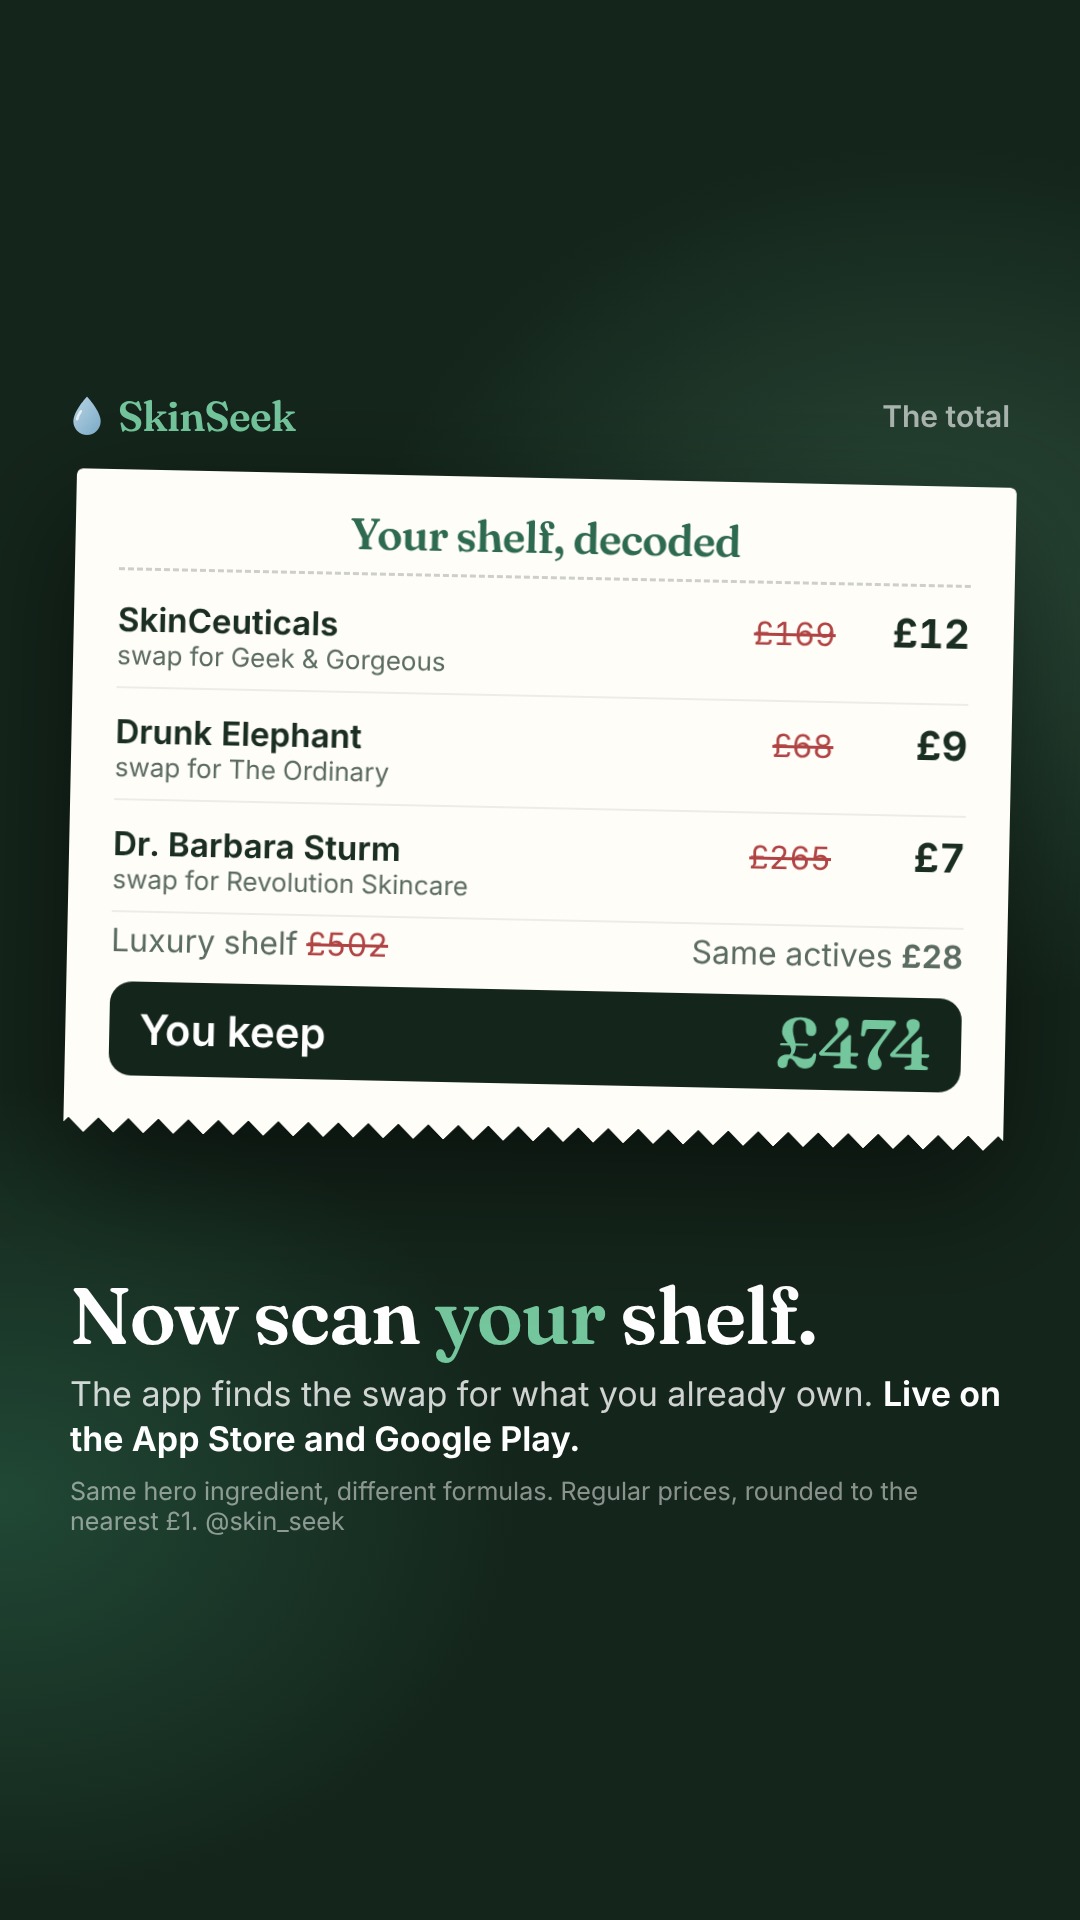 SkinSeek
The total
Your shelf, decoded
SkinCeuticals £169 £12
swap for Geek & Gorgeous
Drunk Elephant £68 £9
swap for The Ordinary
Dr. Barbara Sturm £265 £7
swap for Revolution Skincare
Luxury shelf £502 Same actives £28
You keep £474
Now scan your shelf.
The app finds the swap for what you already own. Live on
the App Store and Google Play.
Same hero ingredient, different formulas. Regular prices, rounded to the
nearest £1. @skin_seek